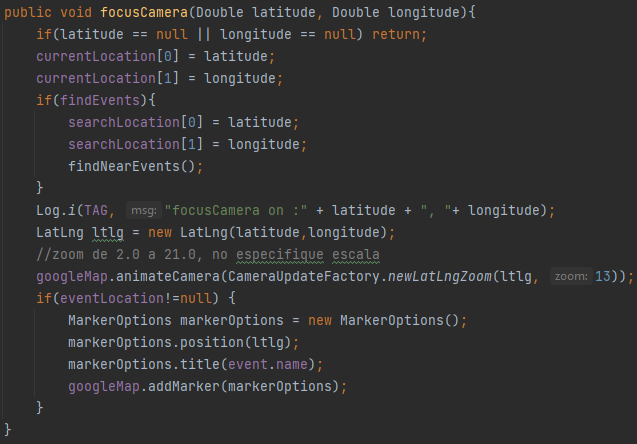 public void focusCamera(Double latitude, Double longitude){
    if(latitude == null || longitude == null) return;
    currentLocation[0] = latitude;
    currentLocation[1] = longitude;
    if(findEvents){
        searchLocation[0] = latitude;
        searchLocation[1] = longitude;
        findNearEvents();
    }
    Log.i(TAG, msg: "focusCamera on :" + latitude + ", "+ longitude);
    LatLng ltlg = new LatLng(latitude,longitude);
    //zoom de 2.0 a 21.0, no especifique escala
    googleMap.animateCamera(CameraUpdateFactory.newLatLngZoom(ltlg, zoom: 13));
    if(eventLocation!=null) {
        MarkerOptions markerOptions = new MarkerOptions();
        markerOptions.position(ltlg);
        markerOptions.title(event.name);
        googleMap.addMarker(markerOptions);
    }
}